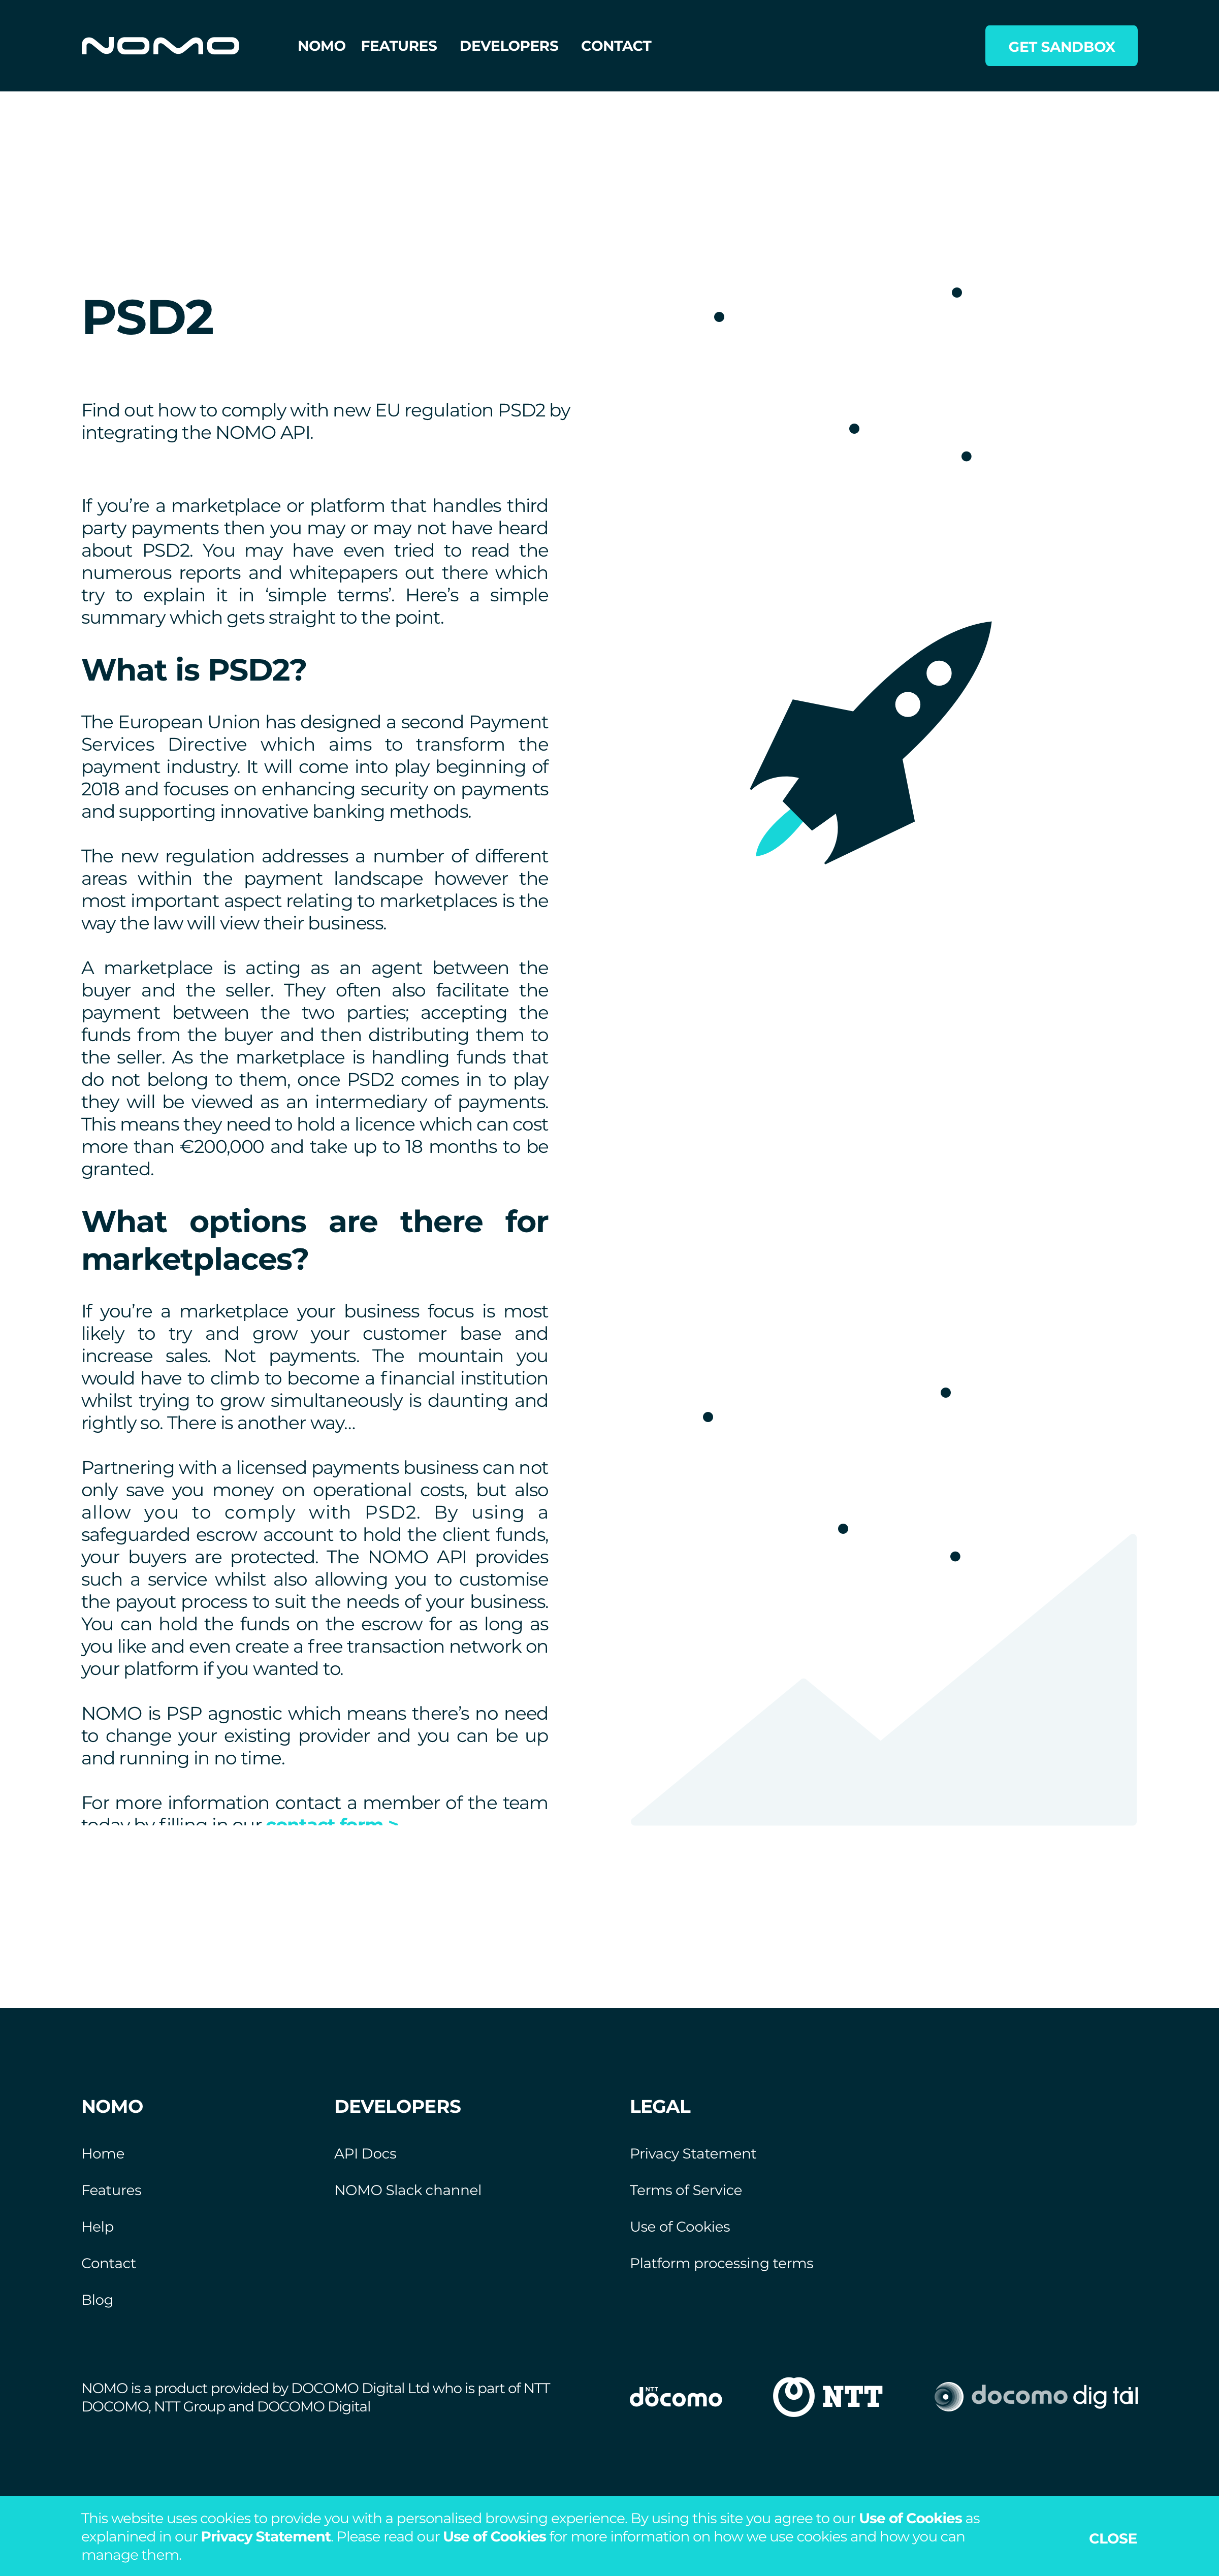 NOMO
NOMO FEATURES DEVELOPERS CONTACT
GET SANDBOX
PSD2
Find out how to comply with new EU regulation PSD2 by
integrating the NOMO API.
If you’re a marketplace or platform that handles third
party payments then you may or may not have heard
about PSD2. You may have even tried to read the
numerous reports and whitepapers out there which
try to explain it in ‘simple terms’. Here’s a simple
summary which gets straight to the point.
What is PSD2?
The European Union has designed a second Payment
Services Directive which aims to transform the
payment industry. It will come into play beginning of
2018 and focuses on enhancing security on payments
and supporting innovative banking methods.
The new regulation addresses a number of different
areas within the payment landscape however the
most important aspect relating to marketplaces is the
way the law will view their business.
A marketplace is acting as an agent between the
buyer and the seller. They often also facilitate the
payment between the two parties; accepting the
funds from the buyer and then distributing them to
the seller. As the marketplace is handling funds that
do not belong to them, once PSD2 comes in to play
they will be viewed as an intermediary of payments.
This means they need to hold a licence which can cost
more than €200,000 and take up to 18 months to be
granted.
What options are there for
marketplaces?
If you’re a marketplace your business focus is most
likely to try and grow your customer base and
increase sales. Not payments. The mountain you
would have to climb to become a financial institution
whilst trying to grow simultaneously is daunting and
rightly so. There is another way...
Partnering with a licensed payments business can not
only save you money on operational costs, but also
allow you to comply with PSD2. By using a
safeguarded escrow account to hold the client funds,
your buyers are protected. The NOMO API provides
such a service whilst also allowing you to customise
the payout process to suit the needs of your business.
You can hold the funds on the escrow for as long as
you like and even create a free transaction network on
your platform if you wanted to.
NOMO is PSP agnostic which means there’s no need
to change your existing provider and you can be up
and running in no time.
For more information contact a member of the team
today by filling in our contact form >
NOMO
Home
Features
Help
Contact
Blog
DEVELOPERS
API Docs
NOMO Slack channel
LEGAL
Privacy Statement
Terms of Service
Use of Cookies
Platform processing terms
NOMO is a product provided by DOCOMO Digital Ltd who is part of NTT
DOCOMO, NTT Group and DOCOMO Digital
NTT
docomo
NTT
docomo digital
This website uses cookies to provide you with a personalised browsing experience. By using this site you agree to our Use of Cookies as
explanined in our Privacy Statement. Please read our Use of Cookies for more information on how we use cookies and how you can
manage them.
CLOSE